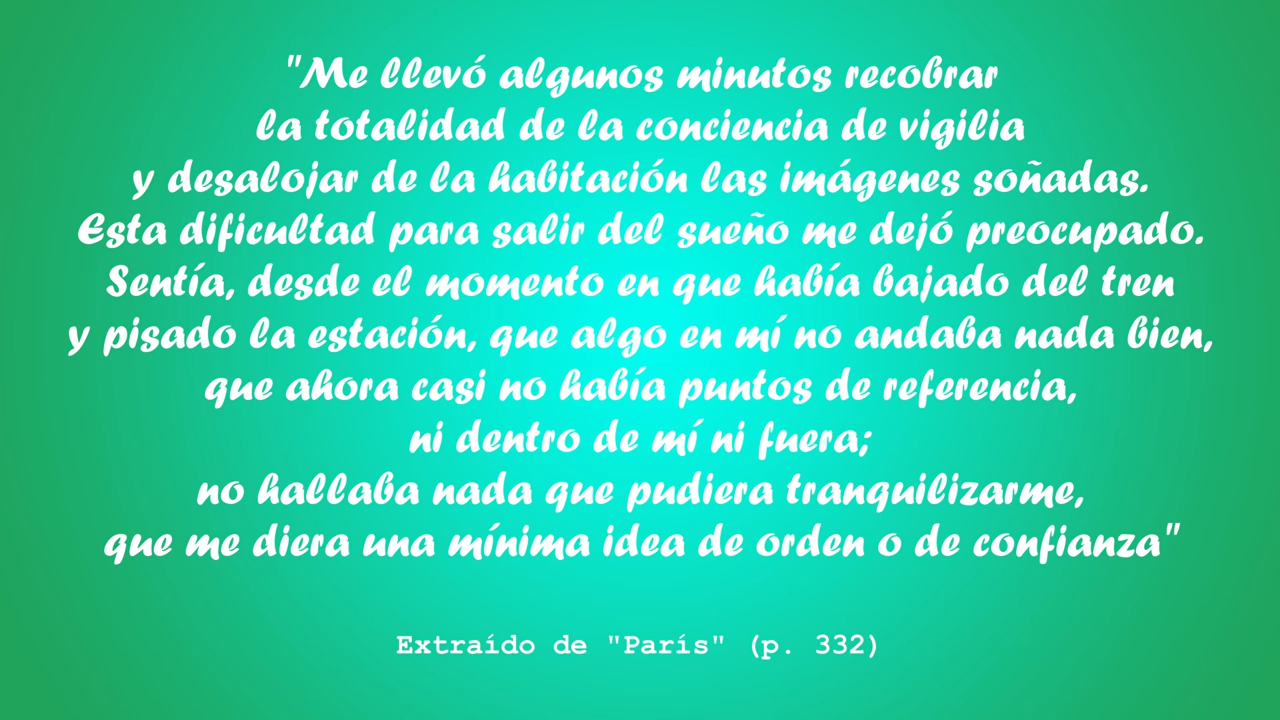 "Me llevó algunos minutos recobrar
la totalidad de la conciencia de vigilia
y desalojar de la habitación las imágenes soñadas.
Esta dificultad para salir del sueño me dejó preocupado.
Sentía, desde el momento en que había bajado del tren
y pisado la estación, que algo en mí no andaba nada bien,
que ahora casi no había puntos de referencia,
ni dentro de mí ni fuera;
no hallaba nada que pudiera tranquilizarme,
que me diera una mínima idea de orden o de confianza"
Extraído de "París" (p. 332)